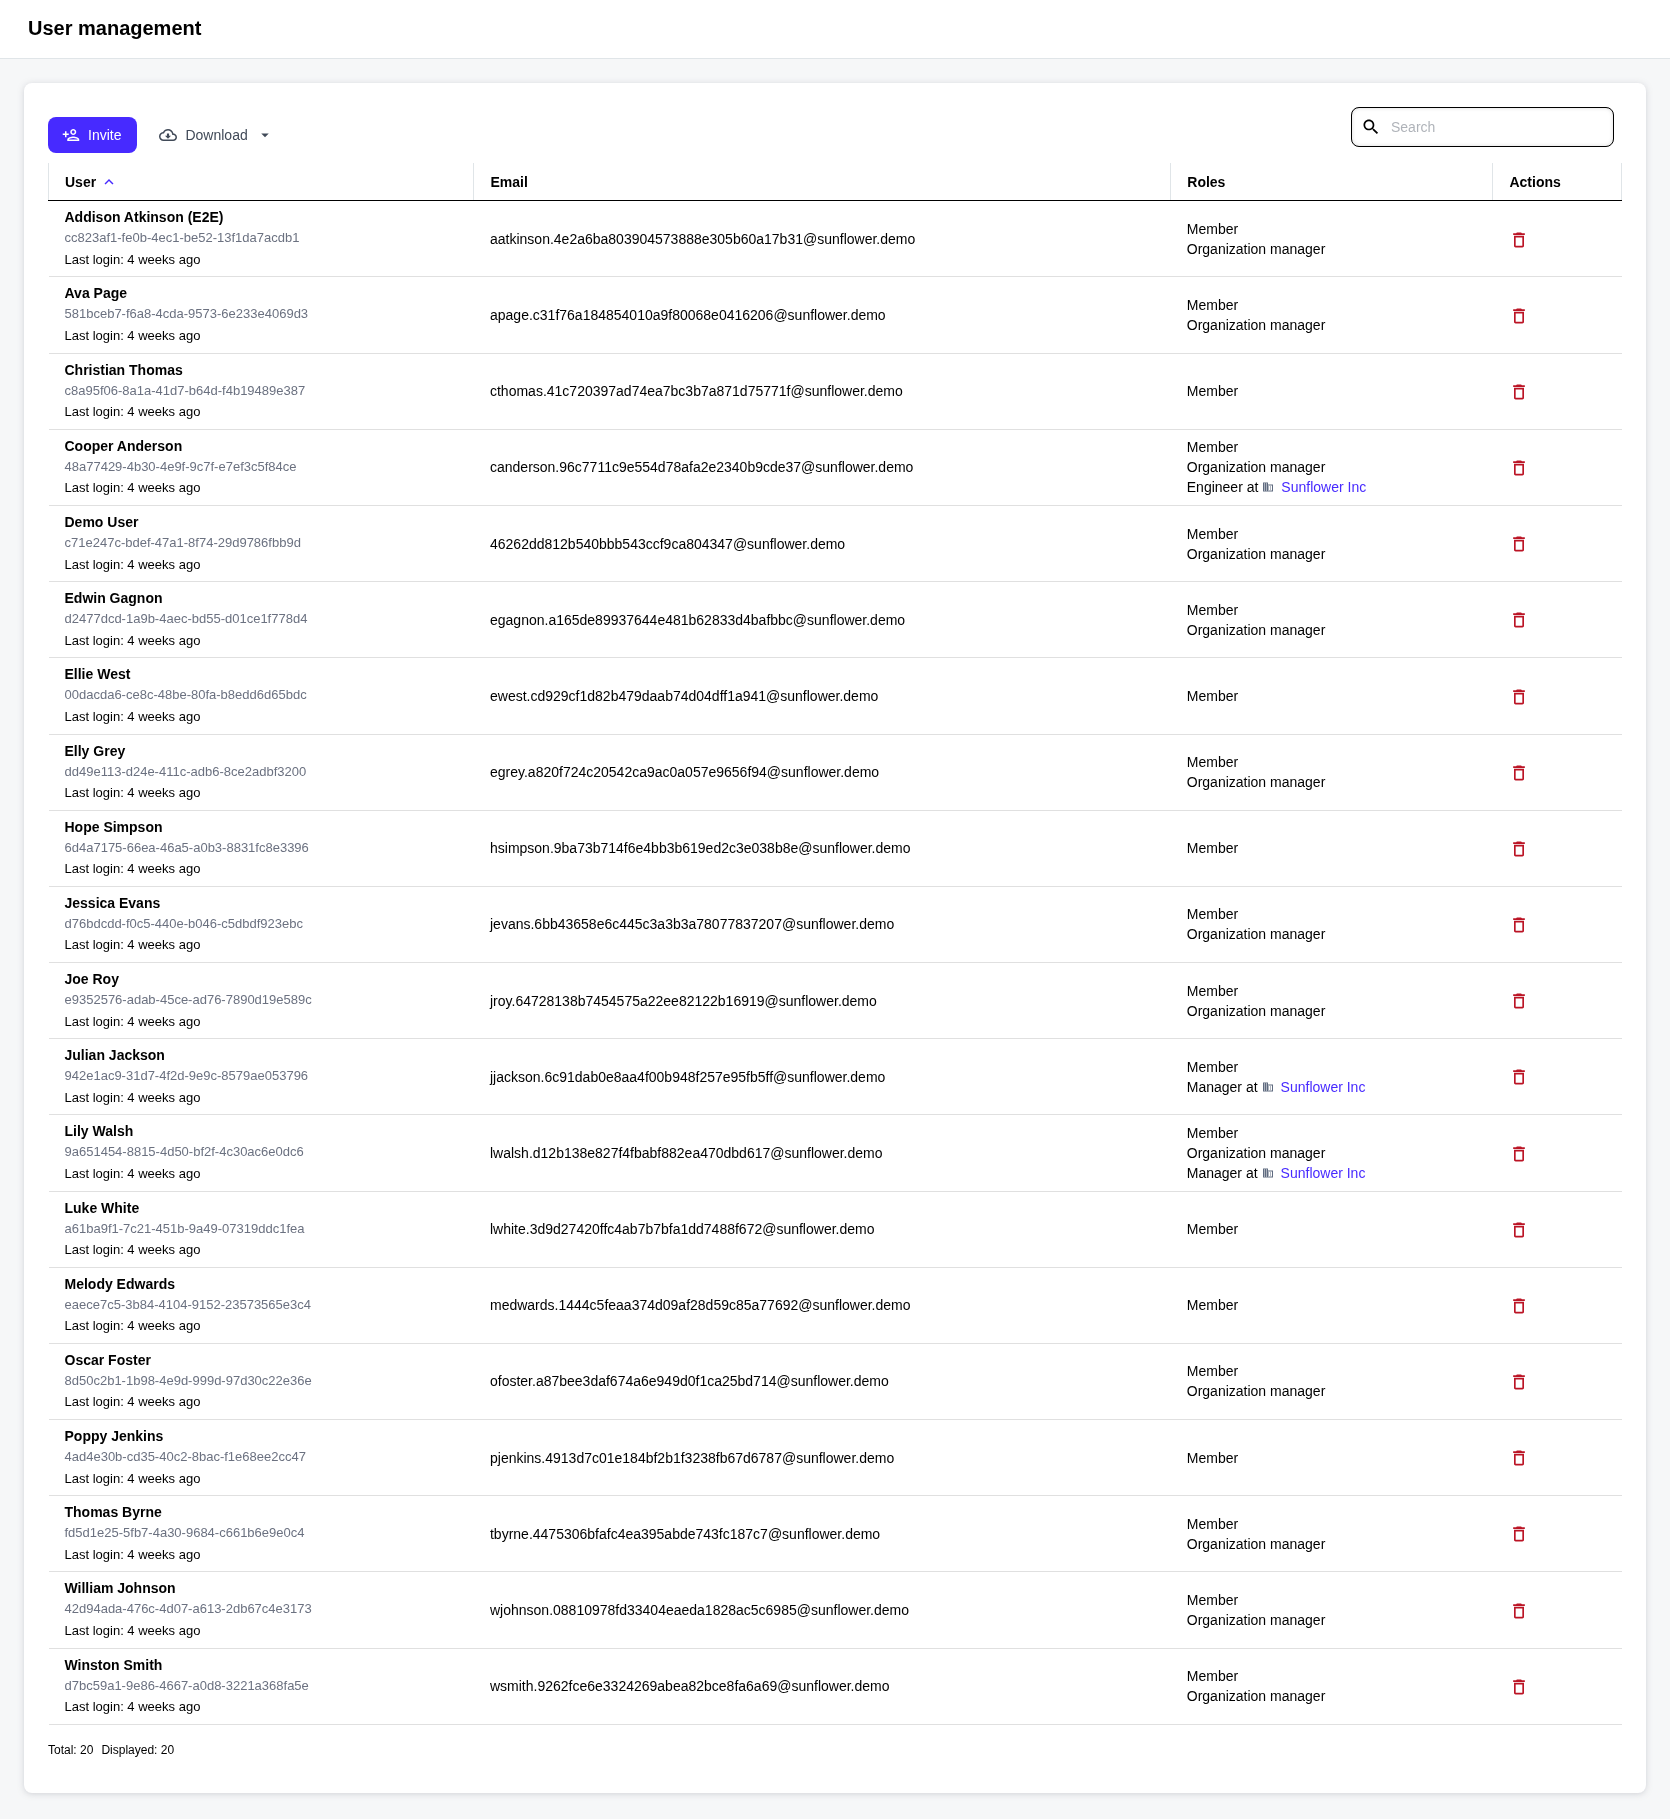 User management
Invite
Download
Search
User
Email
Roles
Actions
Addison Atkinson (E2E)
cc823af1-fe0b-4ec1-be52-13f1da7acdb1
Last login: 4 weeks ago
aatkinson.4e2a6ba803904573888e305b60a17b31@sunflower.demo
Member
Organization manager
Ava Page
581bceb7-f6a8-4cda-9573-6e233e4069d3
Last login: 4 weeks ago
apage.c31f76a184854010a9f80068e0416206@sunflower.demo
Member
Organization manager
Christian Thomas
c8a95f06-8a1a-41d7-b64d-f4b19489e387
Last login: 4 weeks ago
cthomas.41c720397ad74ea7bc3b7a871d75771f@sunflower.demo
Member
Cooper Anderson
48a77429-4b30-4e9f-9c7f-e7ef3c5f84ce
Last login: 4 weeks ago
canderson.96c7711c9e554d78afa2e2340b9cde37@sunflower.demo
Member
Organization manager
Engineer at Sunflower Inc
Demo User
c71e247c-bdef-47a1-8f74-29d9786fbb9d
Last login: 4 weeks ago
46262dd812b540bbb543ccf9ca804347@sunflower.demo
Member
Organization manager
Edwin Gagnon
d2477dcd-1a9b-4aec-bd55-d01ce1f778d4
Last login: 4 weeks ago
egagnon.a165de89937644e481b62833d4bafbbc@sunflower.demo
Member
Organization manager
Ellie West
00dacda6-ce8c-48be-80fa-b8edd6d65bdc
Last login: 4 weeks ago
ewest.cd929cf1d82b479daab74d04dff1a941@sunflower.demo
Member
Elly Grey
dd49e113-d24e-411c-adb6-8ce2adbf3200
Last login: 4 weeks ago
egrey.a820f724c20542ca9ac0a057e9656f94@sunflower.demo
Member
Organization manager
Hope Simpson
6d4a7175-66ea-46a5-a0b3-8831fc8e3396
Last login: 4 weeks ago
hsimpson.9ba73b714f6e4bb3b619ed2c3e038b8e@sunflower.demo
Member
Jessica Evans
d76bdcdd-f0c5-440e-b046-c5dbdf923ebc
Last login: 4 weeks ago
jevans.6bb43658e6c445c3a3b3a78077837207@sunflower.demo
Member
Organization manager
Joe Roy
e9352576-adab-45ce-ad76-7890d19e589c
Last login: 4 weeks ago
jroy.64728138b7454575a22ee82122b16919@sunflower.demo
Member
Organization manager
Julian Jackson
942e1ac9-31d7-4f2d-9e9c-8579ae053796
Last login: 4 weeks ago
jjackson.6c91dab0e8aa4f00b948f257e95fb5ff@sunflower.demo
Member
Manager at Sunflower Inc
Lily Walsh
9a651454-8815-4d50-bf2f-4c30ac6e0dc6
Last login: 4 weeks ago
lwalsh.d12b138e827f4fbabf882ea470dbd617@sunflower.demo
Member
Organization manager
Manager at Sunflower Inc
Luke White
a61ba9f1-7c21-451b-9a49-07319ddc1fea
Last login: 4 weeks ago
lwhite.3d9d27420ffc4ab7b7bfa1dd7488f672@sunflower.demo
Member
Melody Edwards
eaece7c5-3b84-4104-9152-23573565e3c4
Last login: 4 weeks ago
medwards.1444c5feaa374d09af28d59c85a77692@sunflower.demo
Member
Oscar Foster
8d50c2b1-1b98-4e9d-999d-97d30c22e36e
Last login: 4 weeks ago
ofoster.a87bee3daf674a6e949d0f1ca25bd714@sunflower.demo
Member
Organization manager
Poppy Jenkins
4ad4e30b-cd35-40c2-8bac-f1e68ee2cc47
Last login: 4 weeks ago
pjenkins.4913d7c01e184bf2b1f3238fb67d6787@sunflower.demo
Member
Thomas Byrne
fd5d1e25-5fb7-4a30-9684-c661b6e9e0c4
Last login: 4 weeks ago
tbyrne.4475306bfafc4ea395abde743fc187c7@sunflower.demo
Member
Organization manager
William Johnson
42d94ada-476c-4d07-a613-2db67c4e3173
Last login: 4 weeks ago
wjohnson.08810978fd33404eaeda1828ac5c6985@sunflower.demo
Member
Organization manager
Winston Smith
d7bc59a1-9e86-4667-a0d8-3221a368fa5e
Last login: 4 weeks ago
wsmith.9262fce6e3324269abea82bce8fa6a69@sunflower.demo
Member
Organization manager
Total: 20 Displayed: 20